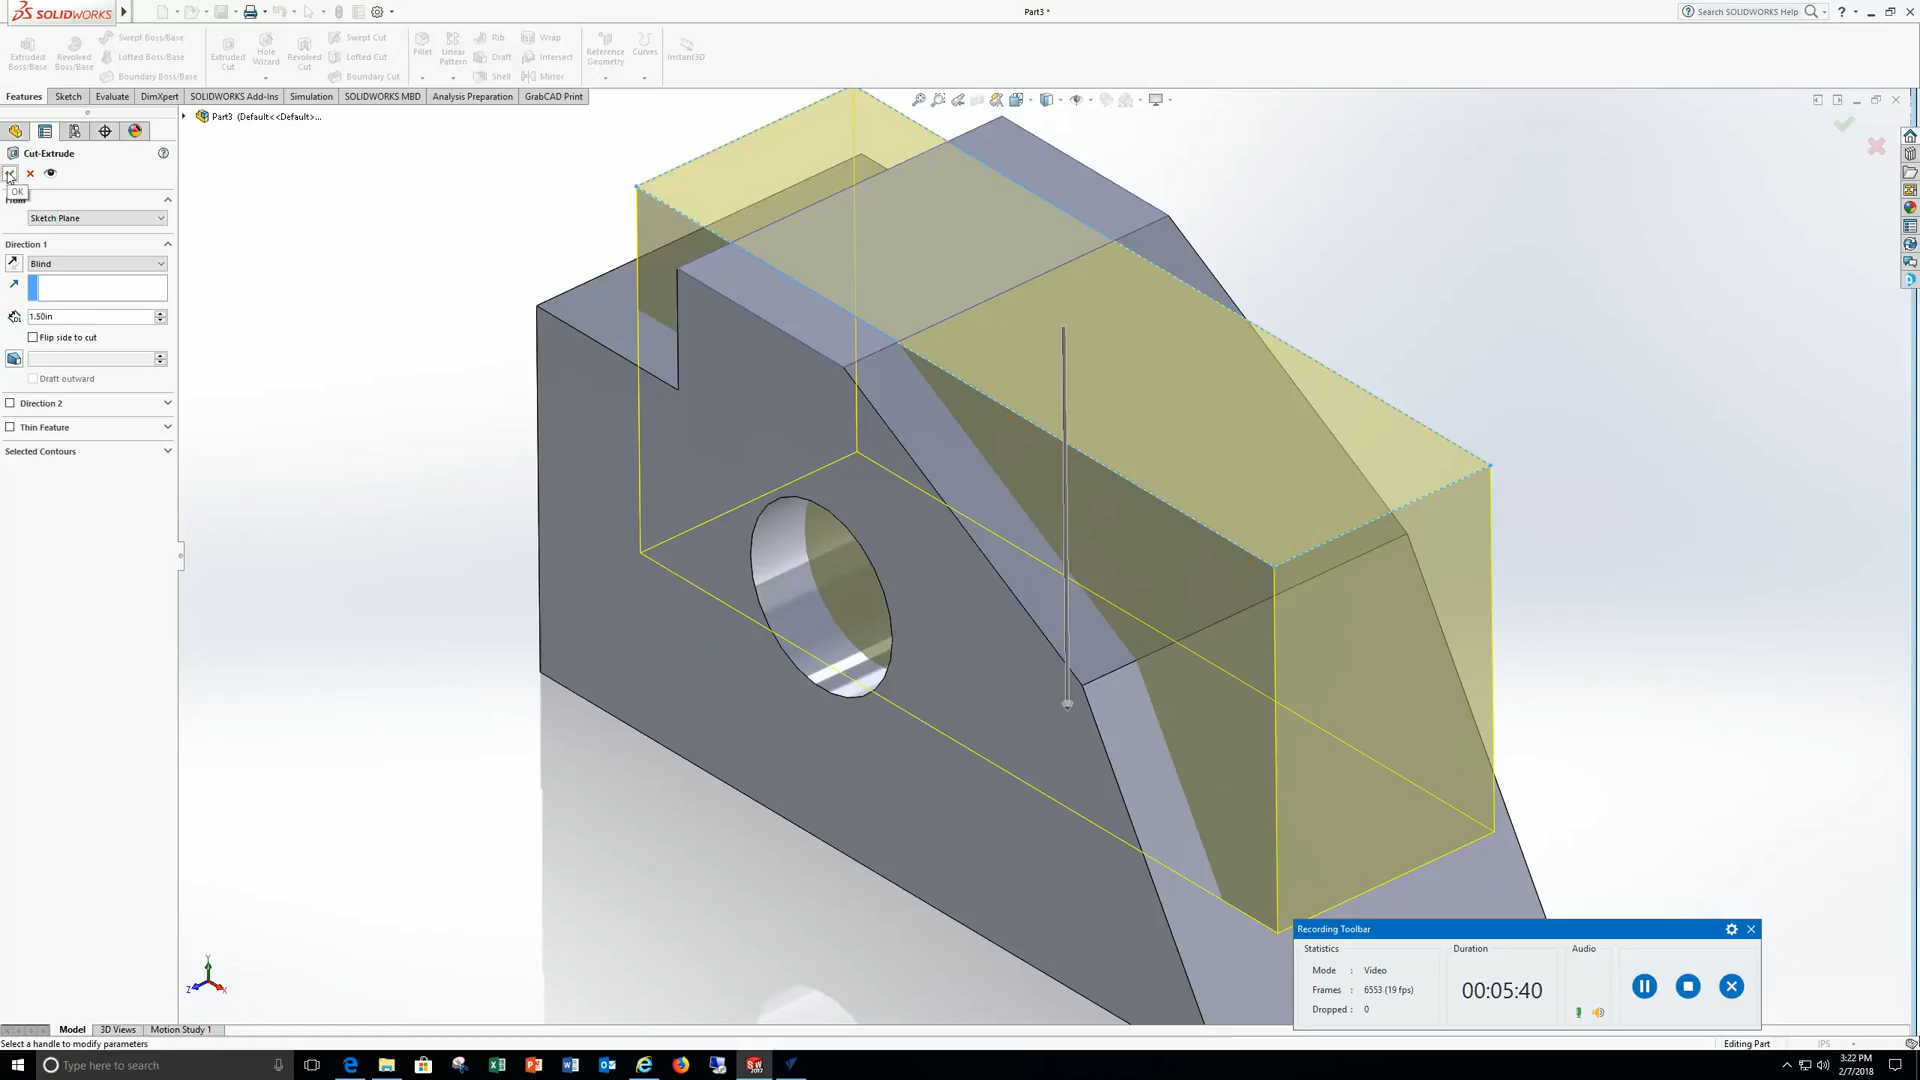 SOLIDWORKS
Part3 *
Search SOLIDWORKS Help
Extruded Boss/Base
Revolved Boss/Base
Swept Boss/Base
Lofted Boss/Base
Boundary Boss/Base
Extruded Cut
Hole Wizard
Revolved Cut
Swept Cut
Lofted Cut
Boundary Cut
Fillet
Linear Pattern
Rib
Draft
Shell
Wrap
Intersect
Mirror
Reference Geometry
Curves
Instant3D
Features
Sketch
Evaluate
DimXpert
SOLIDWORKS Add-Ins
Simulation
SOLIDWORKS MBD
Analysis Preparation
GrabCAD Print
Part3 (Default<<Default>...
Cut-Extrude
OK
Sketch Plane
Direction 1
Blind
1.50in
Flip side to cut
Draft outward
Direction 2
Thin Feature
Selected Contours
Y
Z
X
Recording Toolbar
Statistics
Duration
Audio
Mode : Video
Frames : 6553 (19 fps)
Dropped : 0
00:05:40
Model
3D Views
Motion Study 1
Select a handle to modify parameters
Editing Part
IPS
Type here to search
SW
2017
3:22 PM
2/7/2018